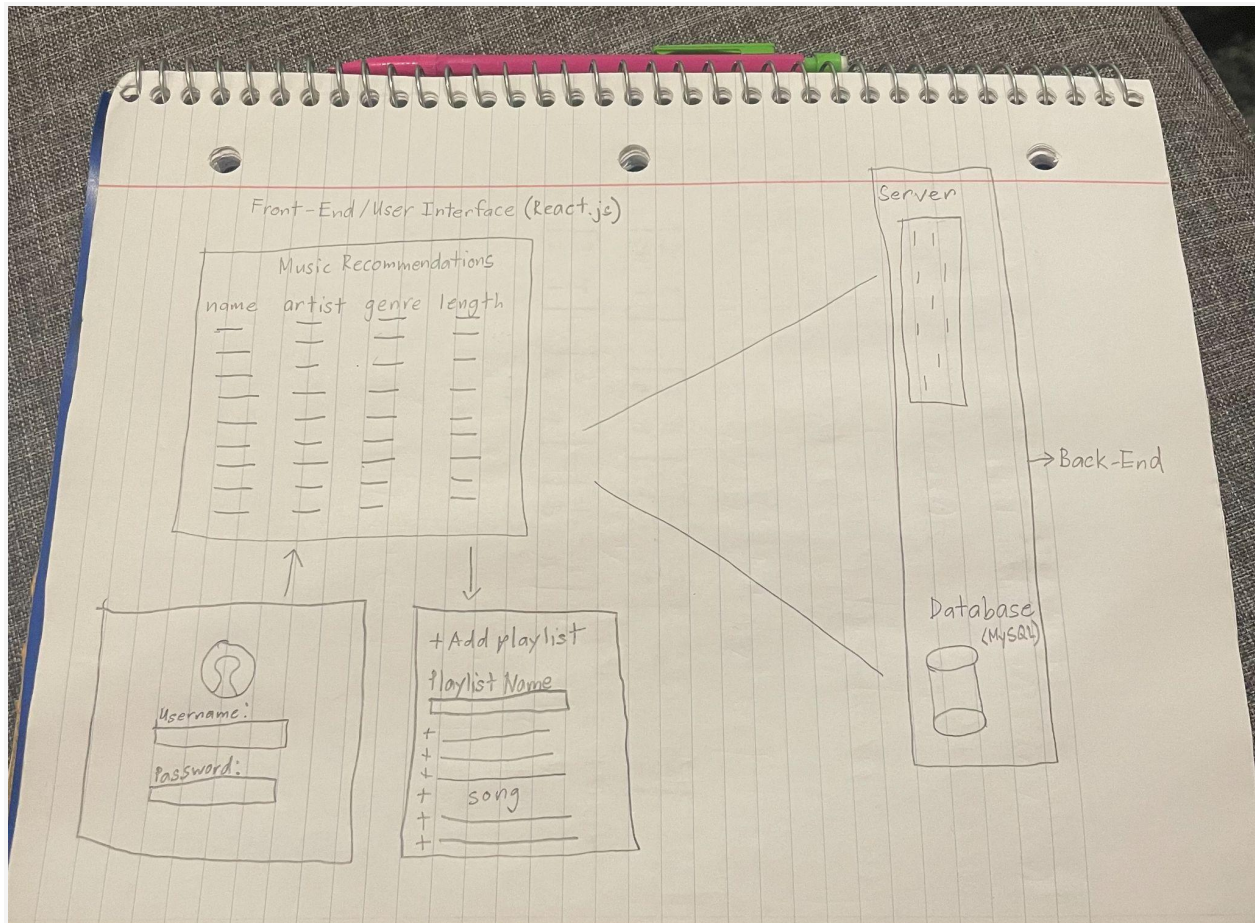 Front-End/User Interface (React.js)
Music Recommendations
name artist genre length
Username:
Password:
+Add playlist
Playlist Name
+
+
+
+ song
+
+
Server
→Back-End
Database
(MySQL)